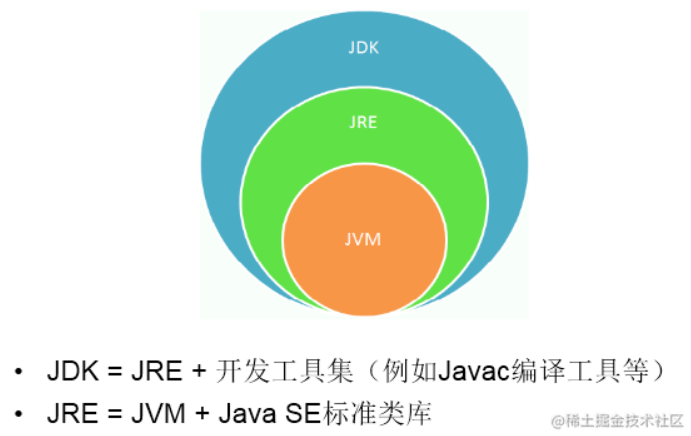 JDK
JRE
JVM
• JDK = JRE + 开发工具集（例如Javac编译工具等）
• JRE = JVM + Java SE标准类库
@稀土掘金技术社区